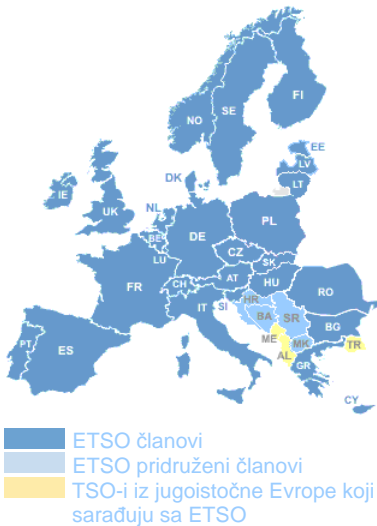 FI
NO
SE
EE
LV
LT
DK
IE
UK
NL
BE
LU
DE
PL
CZ
SK
FR
CH
AT
HU
RO
IT
SI
HR
BA
SR
BG
ME
MK
AL
TR
GR
PT
ES
CY
ETSO članovi
ETSO pridruženi članovi
TSO-i iz jugoistočne Evrope koji
sarađuju sa ETSO